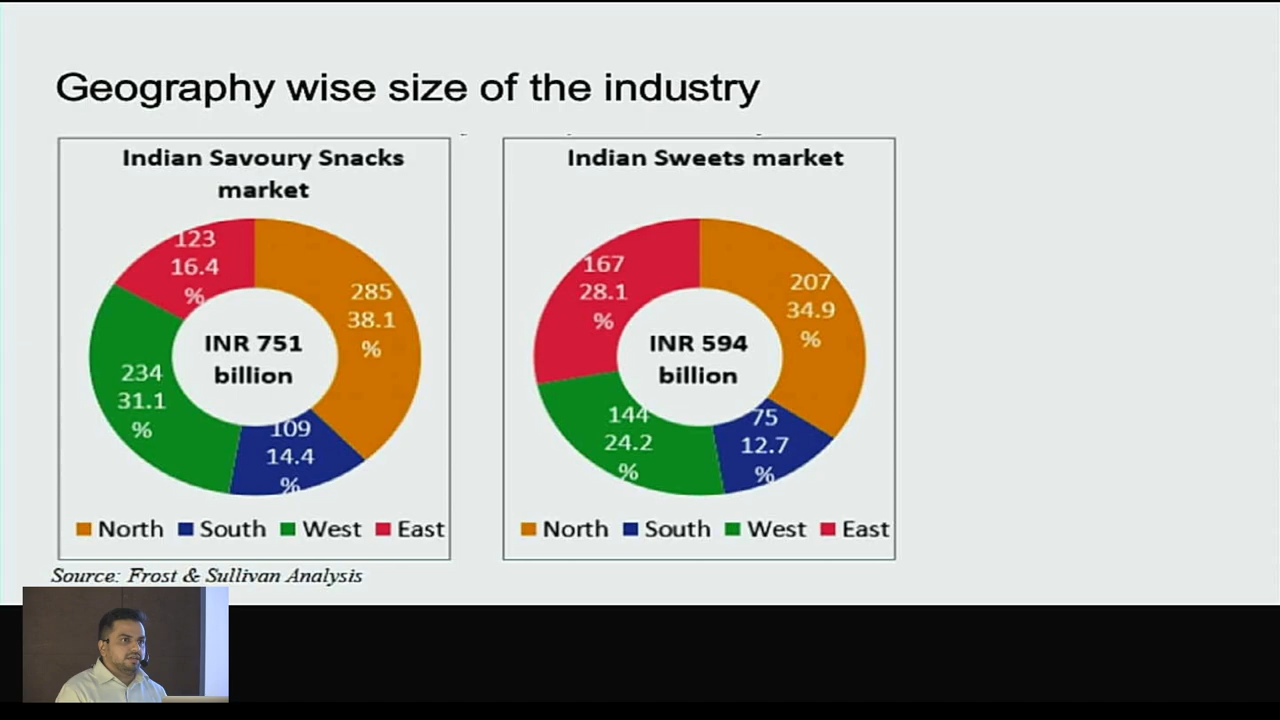 Geography wise size of the industry
Indian Savoury Snacks
market
123
16.4
%
285
38.1
%
INR 751
billion
234
31.1
%
109
14.4
%
North South West East
Indian Sweets market
167
28.1
%
207
34.9
%
INR 594
billion
144
24.2
%
75
12.7
%
North South West East
Source: Frost & Sullivan Analysis